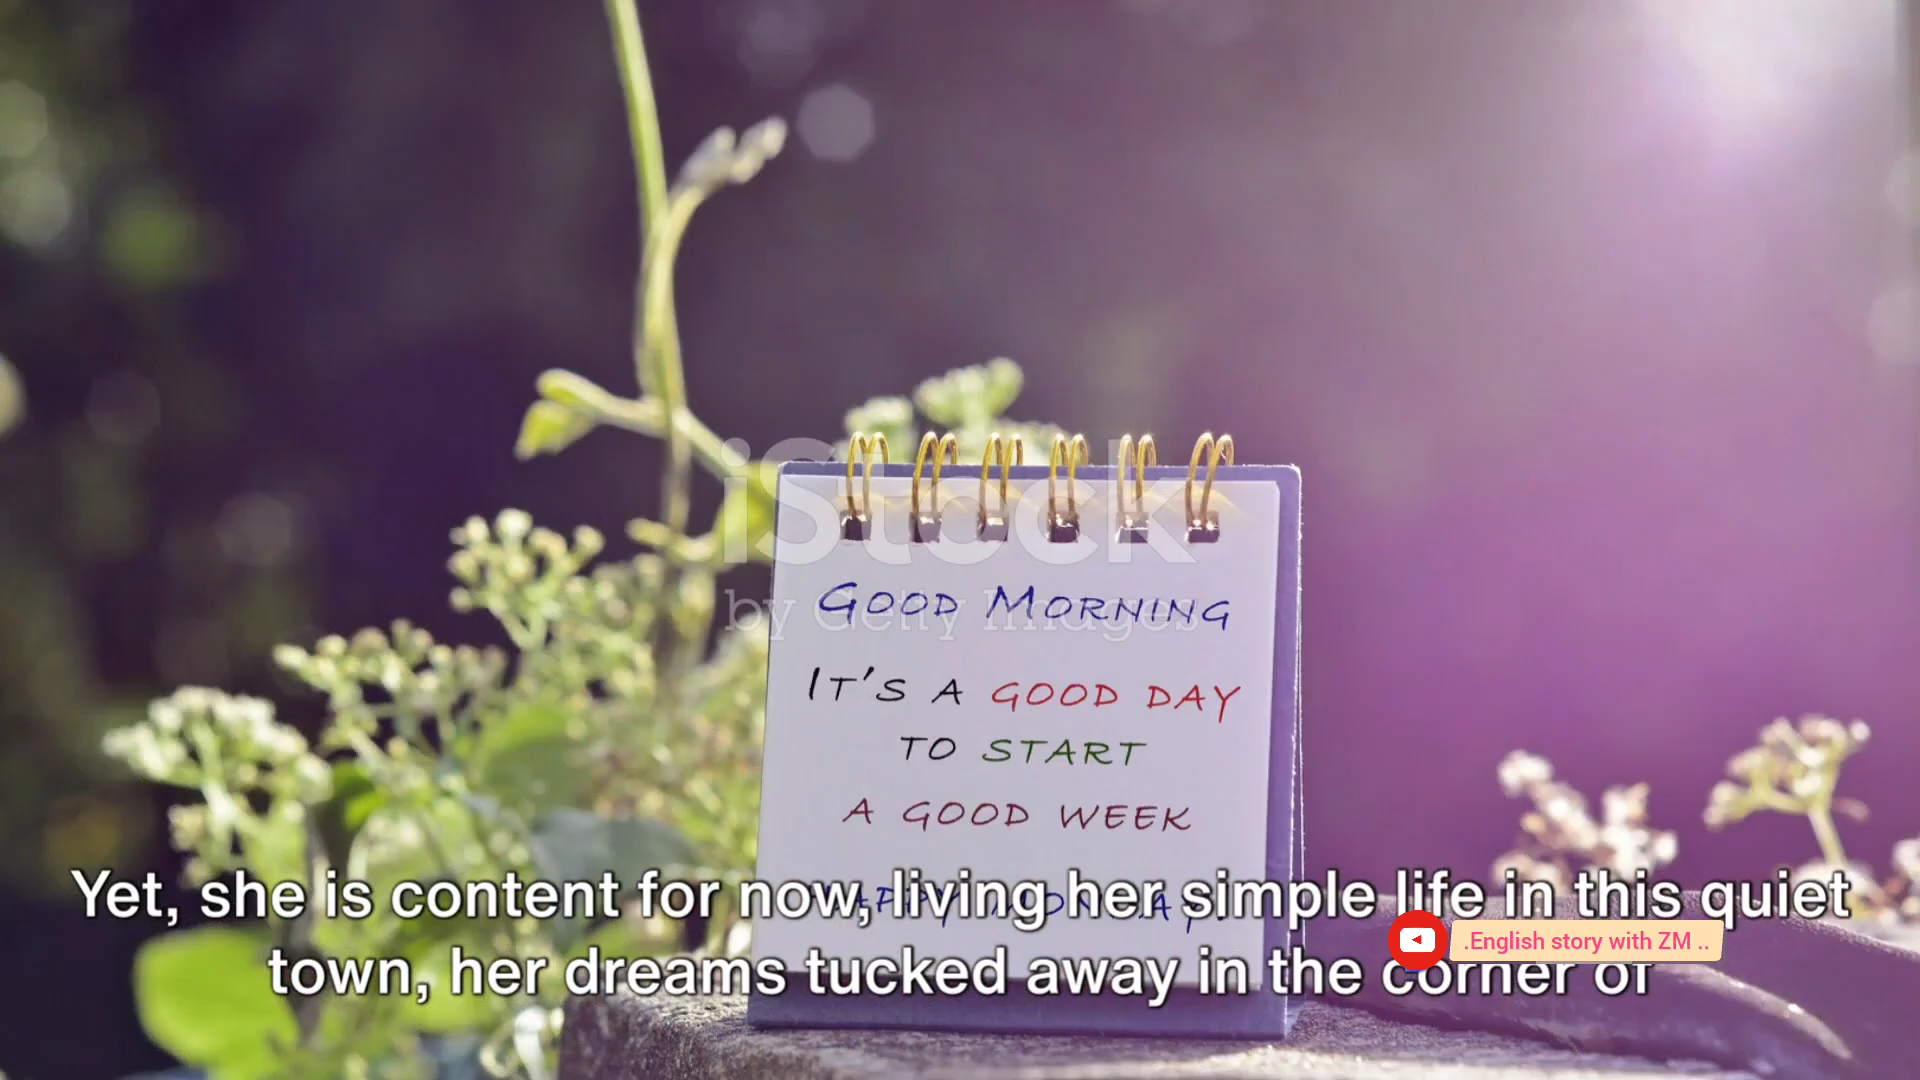 iStock
by Getty Images
GOOD MORNING
IT'S A GOOD DAY
TO START
A GOOD WEEK
HAPPY MONDAY!
Yet, she is content for now, living her simple life in this quiet
town, her dreams tucked away in the corner of
.English story with ZM ..